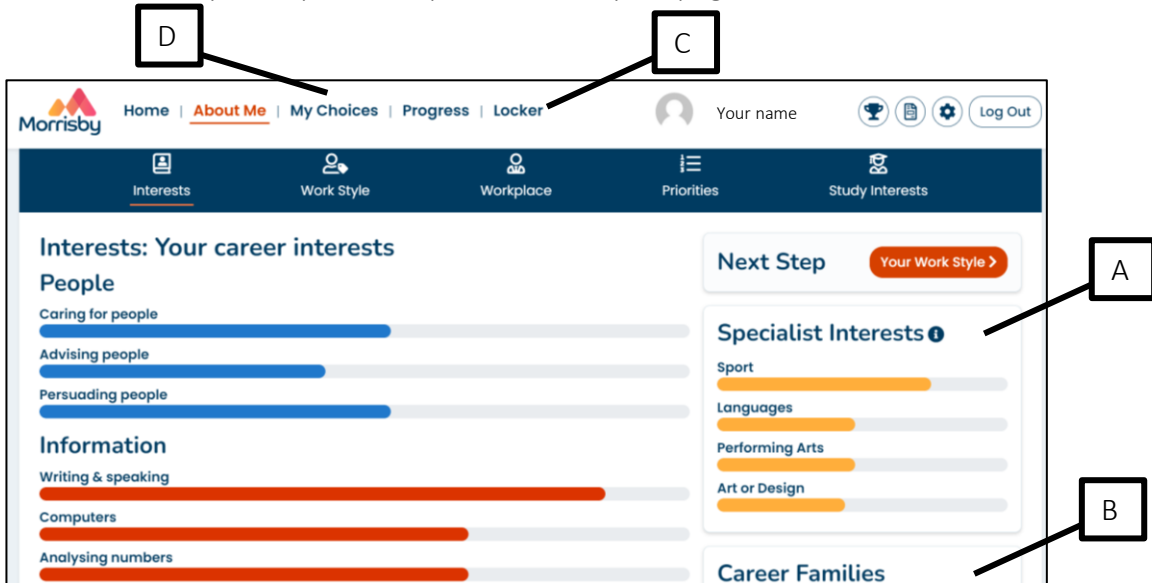 D
C
Morrisby
Home | About Me | My Choices | Progress | Locker
Your name
Log Out
Interests
Work Style
Workplace
Priorities
Study Interests
Interests: Your career interests
People
Caring for people
Advising people
Persuading people
Information
Writing & speaking
Computers
Analysing numbers
Next Step
Your Work Style >
A
Specialist Interests
Sport
Languages
Performing Arts
Art or Design
B
Career Families